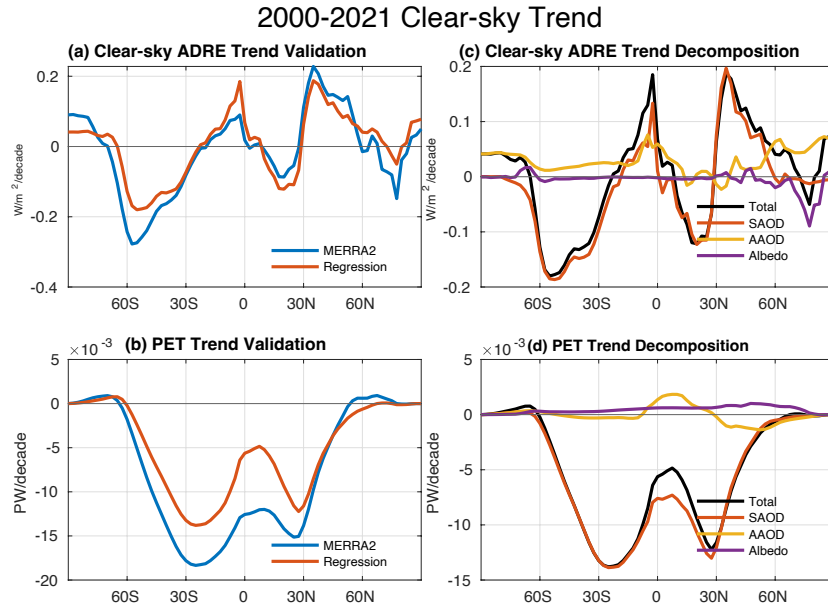 2000-2021 Clear-sky Trend
(a) Clear-sky ADRE Trend Validation
0.2
0
-0.2
-0.4
W/m 2 /decade
60S 30S 0 30N 60N
MERRA2
Regression
(c) Clear-sky ADRE Trend Decomposition
0.2
0.1
0
-0.1
-0.2
W/m 2 /decade
60S 30S 0 30N 60N
Total
SAOD
AAOD
Albedo
(b) PET Trend Validation
×10 -3
5
0
-5
-10
-15
-20
PW/decade
60S 30S 0 30N 60N
MERRA2
Regression
(d) PET Trend Decomposition
×10 -3
5
0
-5
-10
-15
PW/decade
60S 30S 0 30N 60N
Total
SAOD
AAOD
Albedo